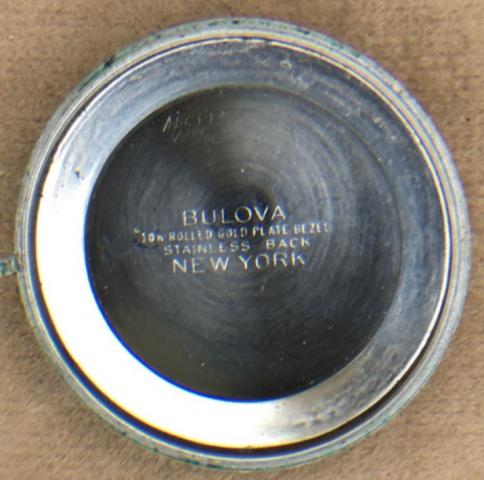 BULOVA
10K ROLLED GOLD PLATE BEZEL
STAINLESS BACK
NEW YORK